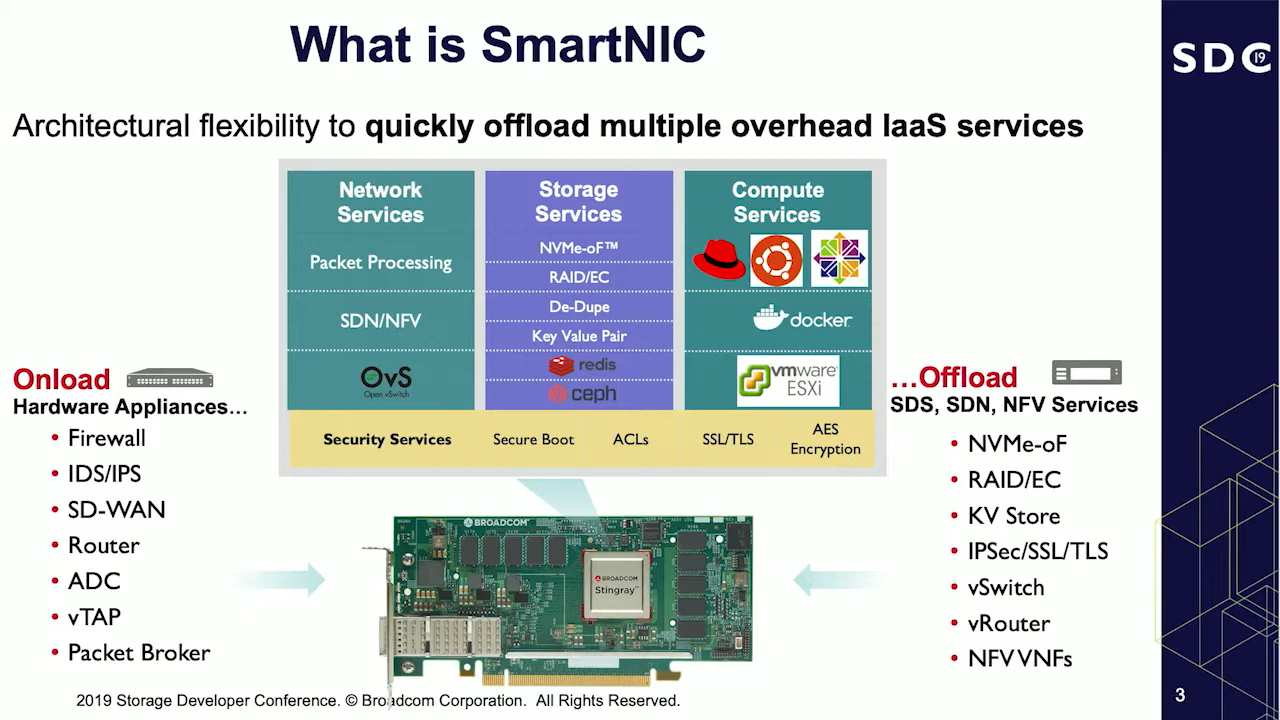 What is SmartNIC
SDC 19
Architectural flexibility to quickly offload multiple overhead IaaS services
Network
Services
Packet Processing
SDN/NFV
OvS
Open vSwitch
Storage
Services
NVMe-oF™
RAID/EC
De-Dupe
Key Value Pair
redis
ceph
Compute
Services
docker
vmware®
ESXi
Security Services
Secure Boot
ACLs
SSL/TLS
AES
Encryption
Onload
Hardware Appliances…
• Firewall
• IDS/IPS
• SD-WAN
• Router
• ADC
• vTAP
• Packet Broker
…Offload
SDS, SDN, NFV Services
• NVMe-oF
• RAID/EC
• KV Store
• IPSec/SSL/TLS
• vSwitch
• vRouter
• NFV VNFs
BROADCOM
BROADCOM
Stingray™
2019 Storage Developer Conference. © Broadcom Corporation. All Rights Reserved.
3